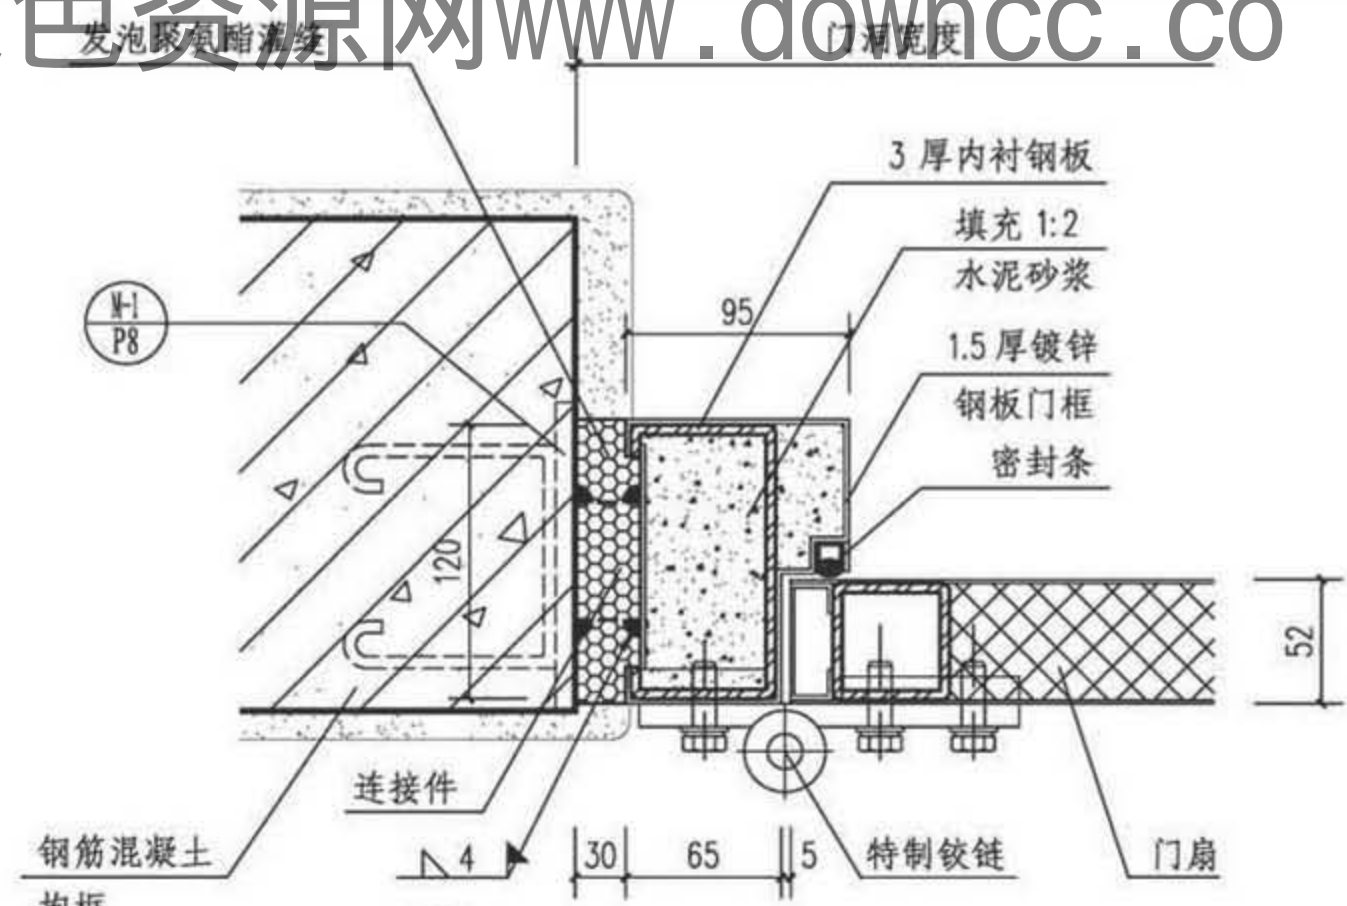 色资源网www.downcc.co
发泡聚氨酯灌缝
门洞宽度
3 厚内衬钢板
填充 1:2
水泥砂浆
95
M-1
P8
1.5 厚镀锌
钢板门框
密封条
120
52
连接件
钢筋混凝土
4
30
65
5
特制铰链
门扇